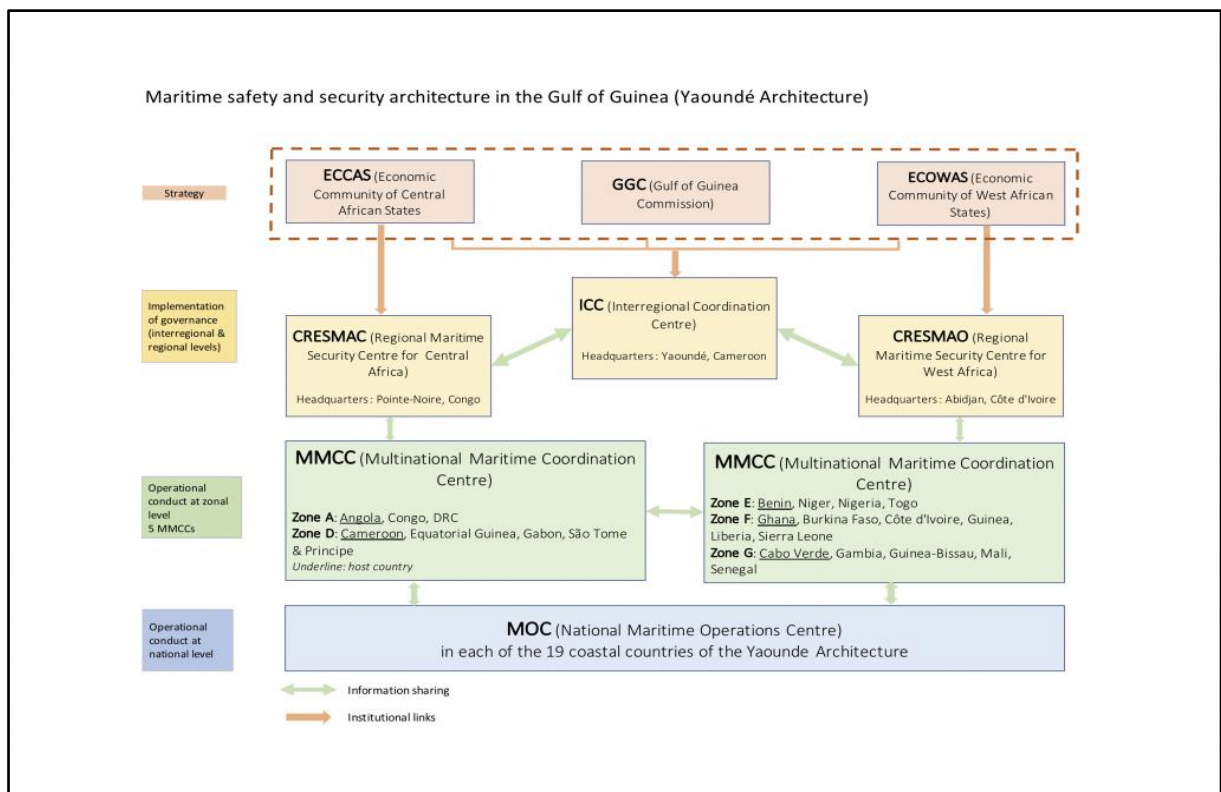 Maritime safety and security architecture in the Gulf of Guinea (Yaoundé Architecture)
Strategy
ECCAS (Economic
Community of Central
African States
GGC (Gulf of Guinea
Commission)
ECOWAS (Economic
Community of West African
States)
Implementation
of governance
(interregional &
regional levels)
CRESMAC (Regional Maritime
Security Centre for Central
Africa)
Headquarters : Pointe-Noire, Congo
ICC (Interregional Coordination
Centre)
Headquarters : Yaoundé, Cameroon
CRESMAO (Regional
Maritime Security Centre for
West Africa)
Headquarters : Abidjan, Côte d'Ivoire
Operational
conduct at zonal
level
5 MMCCs
MMCC (Multinational Maritime Coordination
Centre)
Zone A: Angola, Congo, DRC
Zone D: Cameroon, Equatorial Guinea, Gabon, São Tome
& Principe
Underline: host country
MMCC (Multinational Maritime Coordination
Centre)
Zone E: Benin, Niger, Nigeria, Togo
Zone F: Ghana, Burkina Faso, Côte d'Ivoire, Guinea,
Liberia, Sierra Leone
Zone G: Cabo Verde, Gambia, Guinea-Bissau, Mali,
Senegal
Operational
conduct at
national level
MOC (National Maritime Operations Centre)
in each of the 19 coastal countries of the Yaounde Architecture
Information sharing
Institutional links